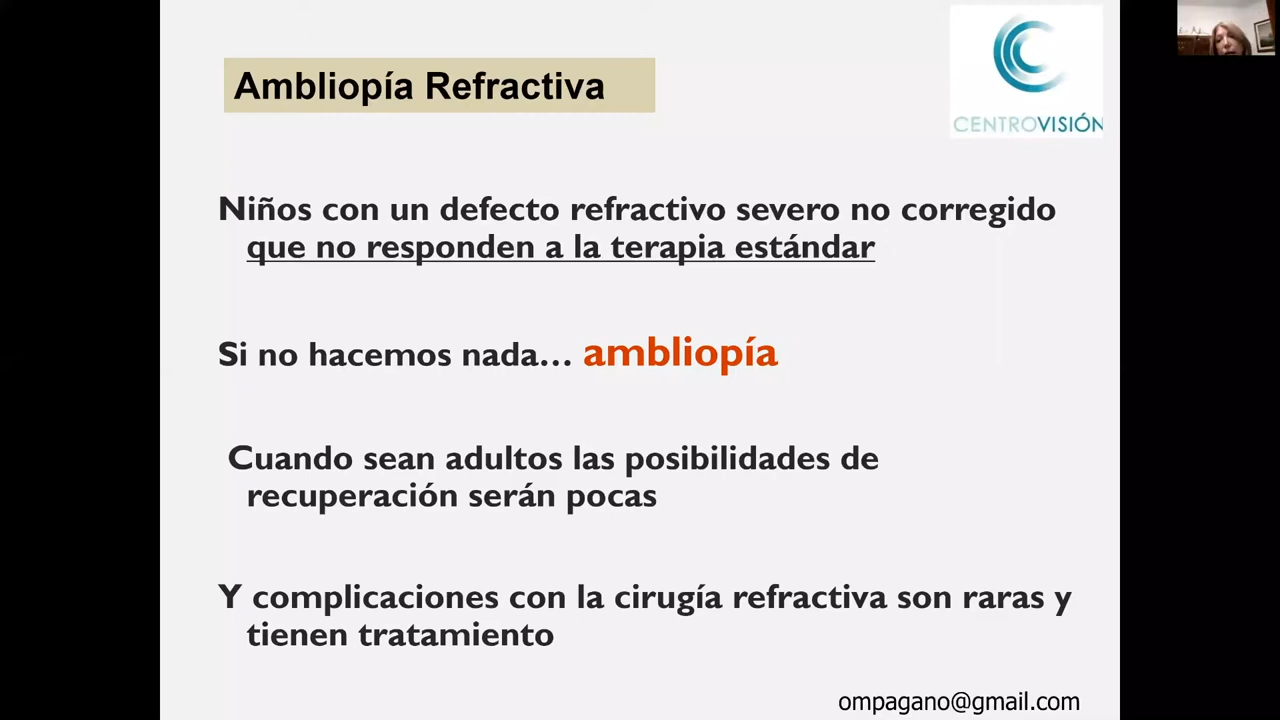 Ambliopía Refractiva
CENTROVISIÓN
Niños con un defecto refractivo severo no corregido
que no responden a la terapia estándar
Si no hacemos nada… ambliopía
Cuando sean adultos las posibilidades de
recuperación serán pocas
Y complicaciones con la cirugía refractiva son raras y
tienen tratamiento
ompagano@gmail.com